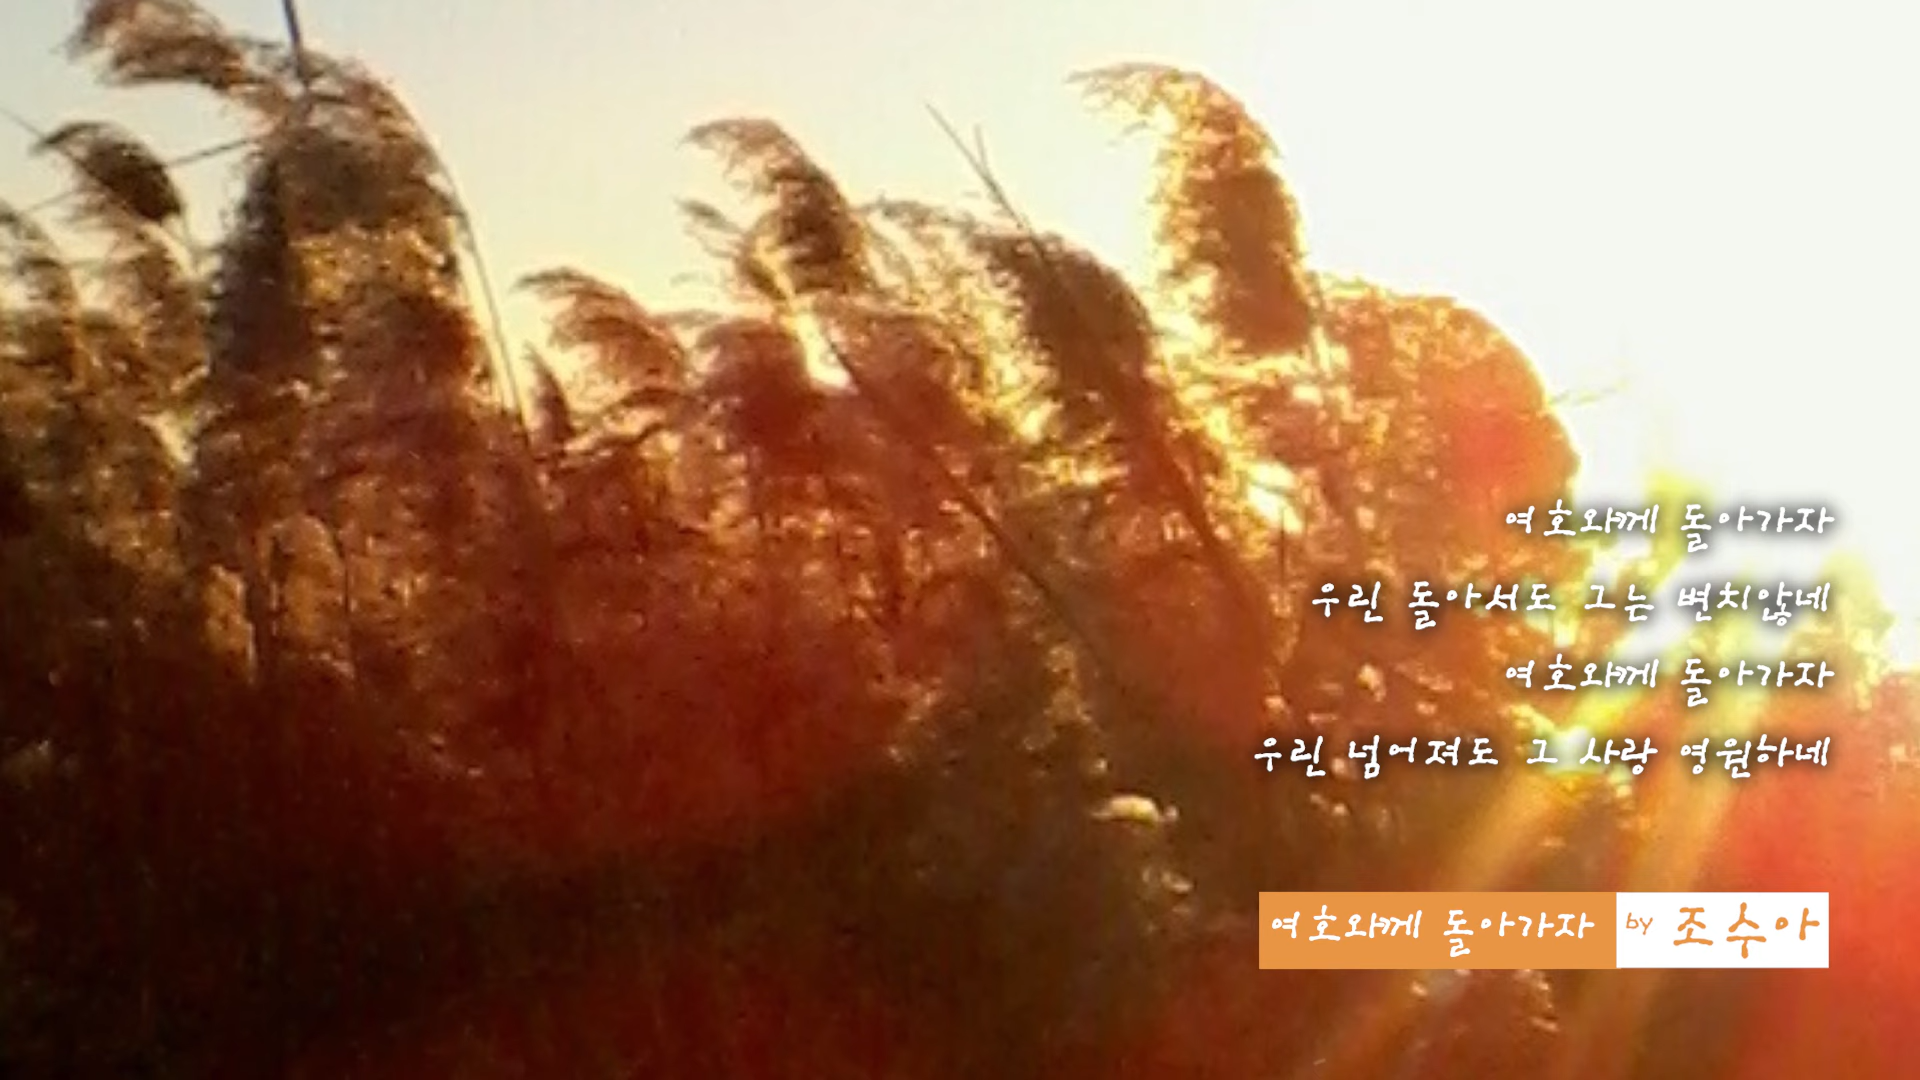 여호와께 돌아가자
우린 돌아서도 그는 변치않네
여호와께 돌아가자
우린 넘어져도 그 사랑 영원하네
여호와께 돌아가자 by 조수아